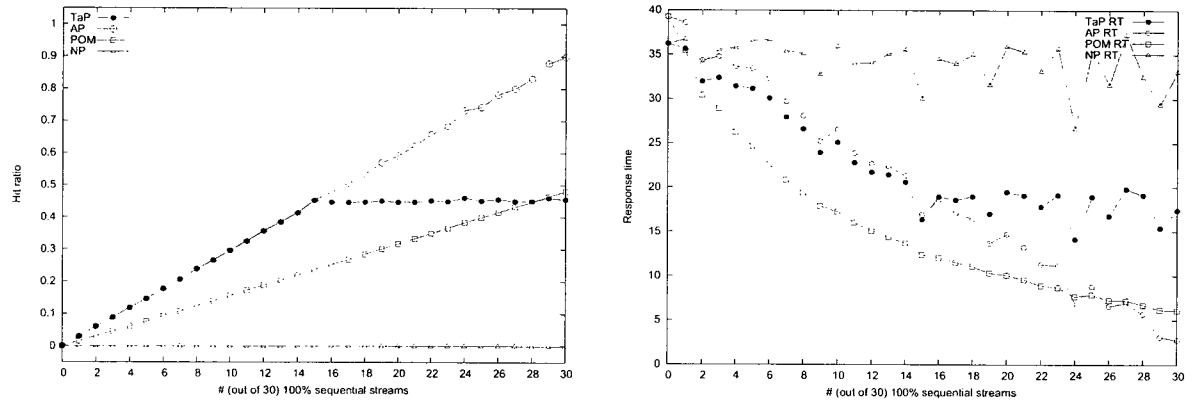 TaP
AP
POM
NP
1
0.9
0.8
0.7
0.6
0.5
0.4
0.3
0.2
0.1
0
Hit ratio
0 2 4 6 8 10 12 14 16 18 20 22 24 26 28 30
# (out of 30) 100% sequential streams
TaP RT
AP RT
POM RT
NP RT
40
35
30
25
20
15
10
5
0
Response time
0 2 4 6 8 10 12 14 16 18 20 22 24 26 28 30
# (out of 30) 100% sequential streams